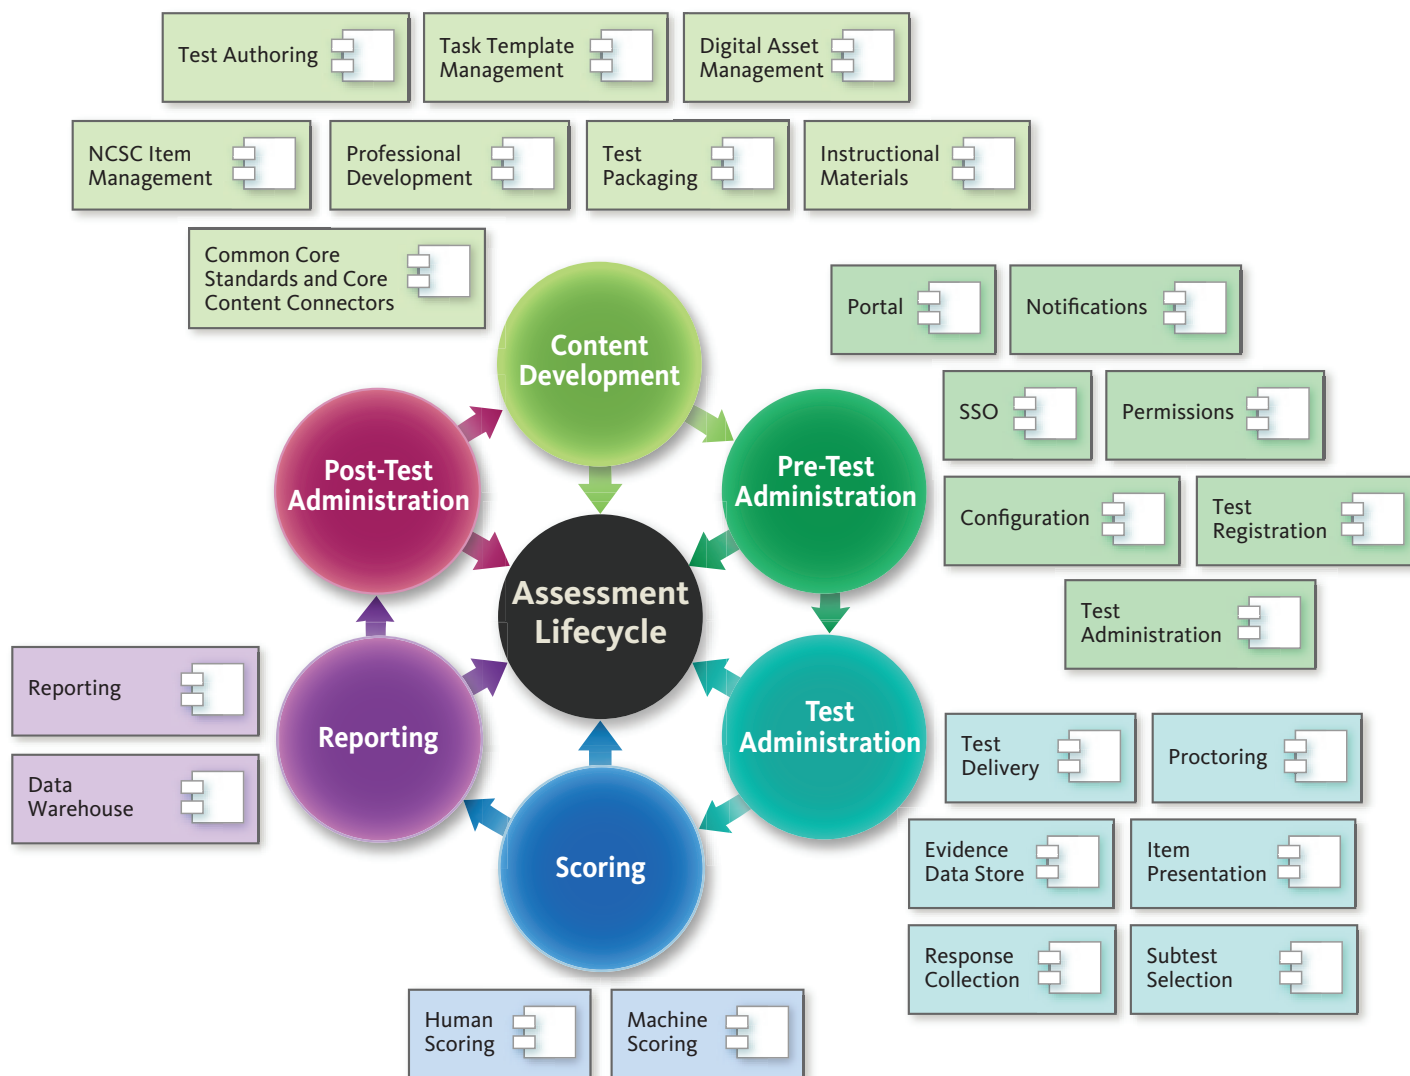 Test Authoring
Task Template
Management
Digital Asset
Management
NCSC Item
Management
Professional
Development
Test
Packaging
Instructional
Materials
Common Core
Standards and Core
Content Connectors
Portal
Notifications
SSO
Permissions
Configuration
Test
Registration
Test
Administration
Content
Development
Pre-Test
Administration
Post-Test
Administration
Assessment
Lifecycle
Test
Administration
Reporting
Scoring
Reporting
Data
Warehouse
Test
Delivery
Proctoring
Evidence
Data Store
Item
Presentation
Response
Collection
Subtest
Selection
Human
Scoring
Machine
Scoring